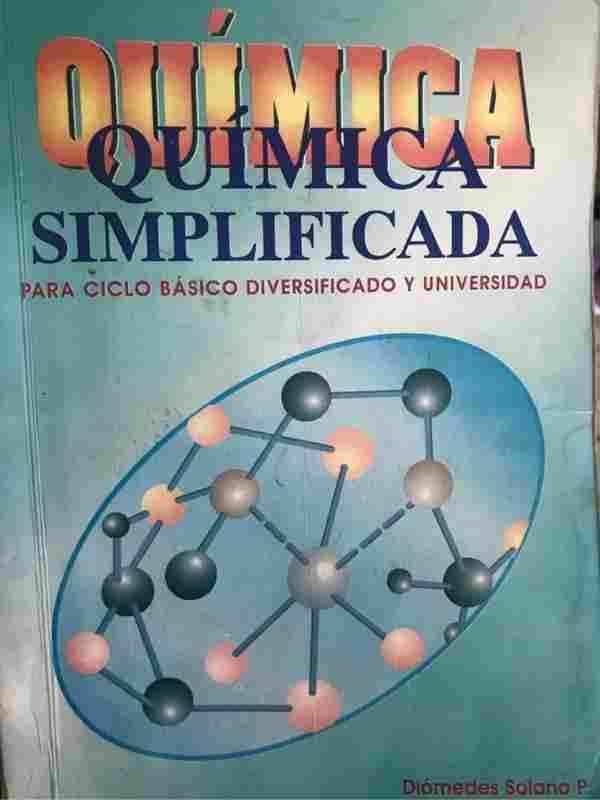 QUÍMICA
QUÍMICA
SIMPLIFICADA
PARA CICLO BÁSICO DIVERSIFICADO Y UNIVERSIDAD
Diómedes Solano P.